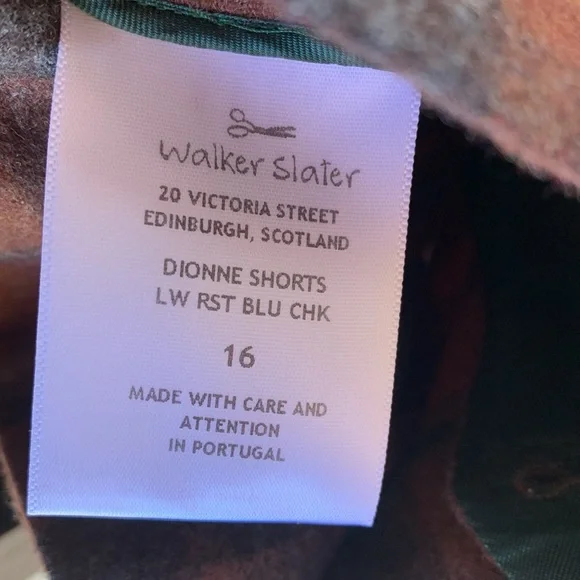 Walker Slater
20 VICTORIA STREET
EDINBURGH, SCOTLAND
DIONNE SHORTS
LW RST BLU CHK
16
MADE WITH CARE AND
ATTENTION
IN PORTUGAL